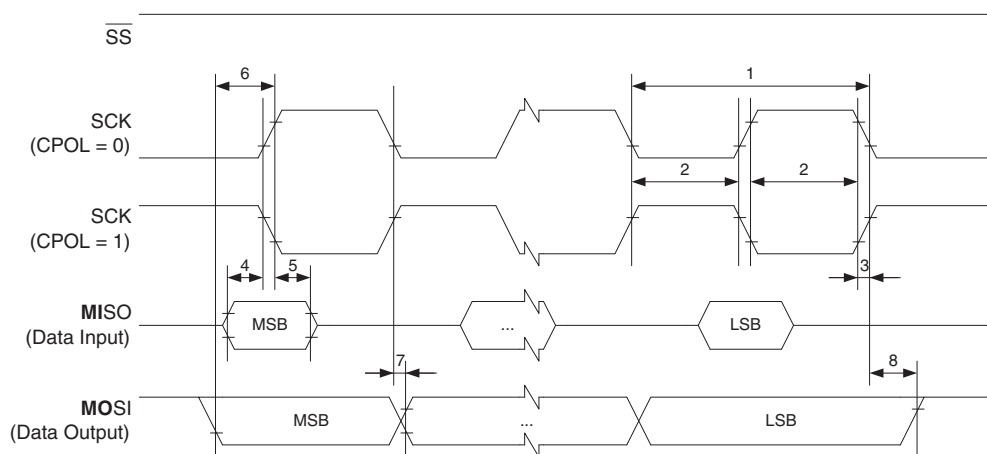 SS
6
1
SCK
(CPOL = 0)
2
2
SCK
(CPOL = 1)
4
5
3
MISO
(Data Input)
MSB
...
LSB
7
8
MOSI
(Data Output)
MSB
...
LSB